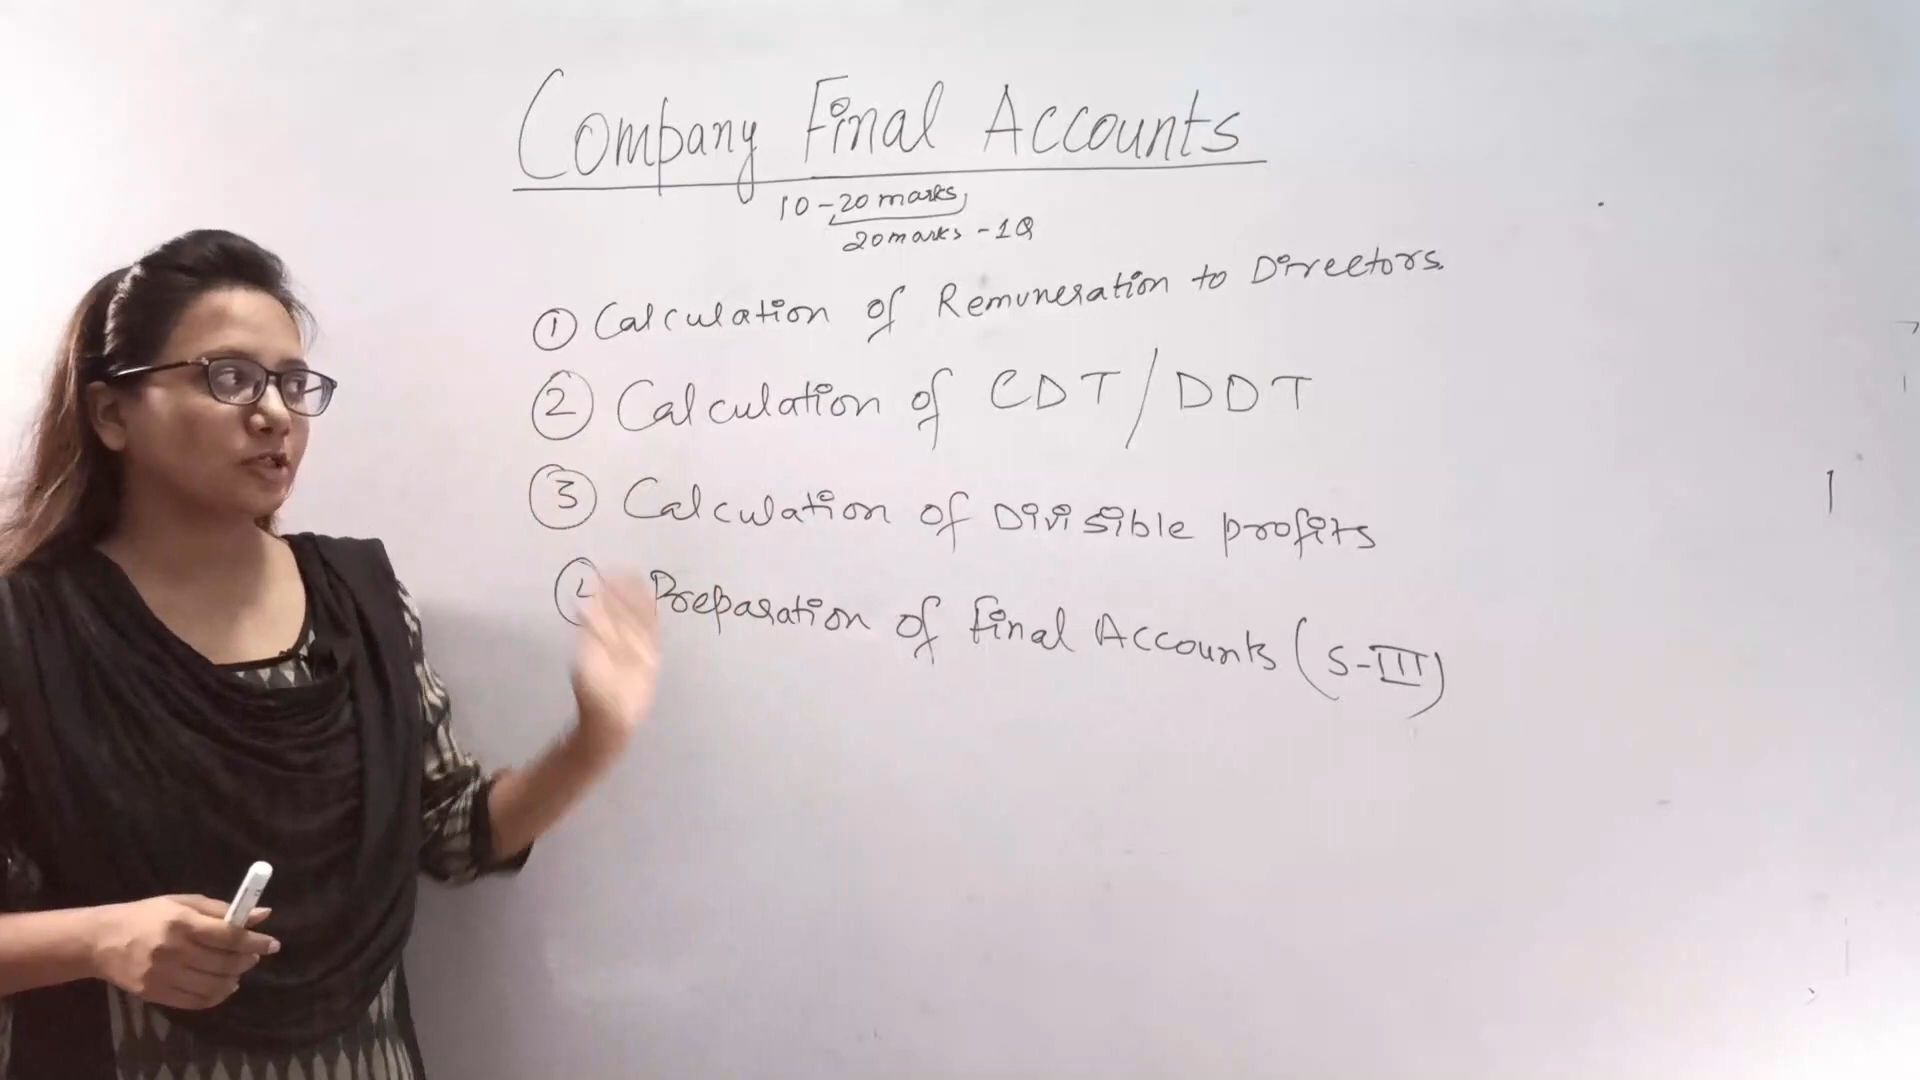 Company Final Accounts
10-20 marks
20 marks - 1Q
① Calculation of Remuneration to Directors.
② Calculation of CDT/DDT
③ Calculation of Divisible profits
④ Preparation of Final Accounts (S-III)